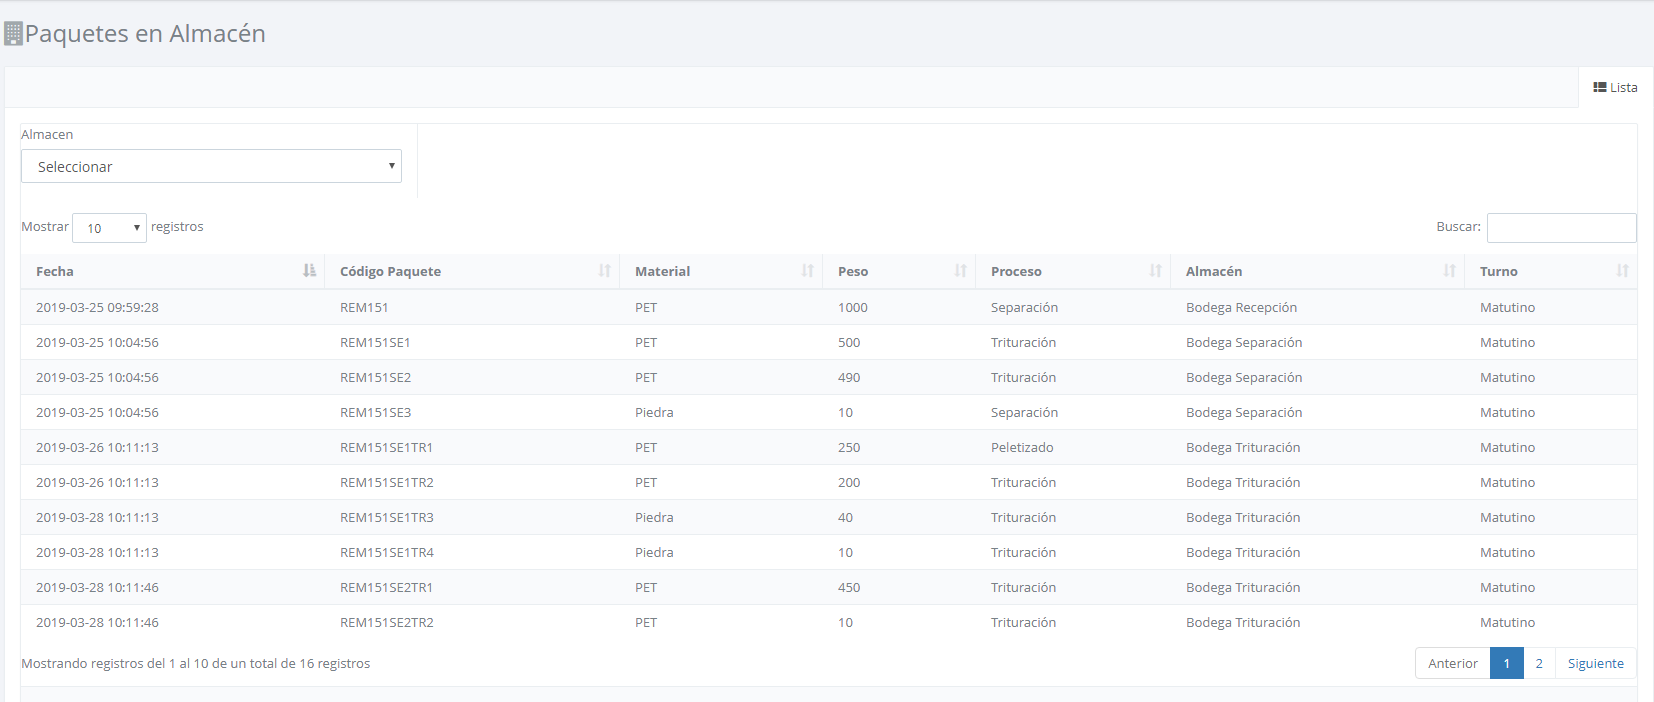 Paquetes en Almacén
Lista
Almacen
Seleccionar
Mostrar 10 registros Buscar:
Fecha Código Paquete Material Peso Proceso Almacén Turno
2019-03-25 09:59:28 REM151 PET 1000 Separación Bodega Recepción Matutino
2019-03-25 10:04:56 REM151SE1 PET 500 Trituración Bodega Separación Matutino
2019-03-25 10:04:56 REM151SE2 PET 490 Trituración Bodega Separación Matutino
2019-03-25 10:04:56 REM151SE3 Piedra 10 Separación Bodega Separación Matutino
2019-03-26 10:11:13 REM151SE1TR1 PET 250 Peletizado Bodega Trituración Matutino
2019-03-26 10:11:13 REM151SE1TR2 PET 200 Trituración Bodega Trituración Matutino
2019-03-28 10:11:13 REM151SE1TR3 Piedra 40 Trituración Bodega Trituración Matutino
2019-03-28 10:11:13 REM151SE1TR4 Piedra 10 Trituración Bodega Trituración Matutino
2019-03-28 10:11:46 REM151SE2TR1 PET 450 Trituración Bodega Trituración Matutino
2019-03-28 10:11:46 REM151SE2TR2 PET 10 Trituración Bodega Trituración Matutino
Mostrando registros del 1 al 10 de un total de 16 registros Anterior 1 2 Siguiente